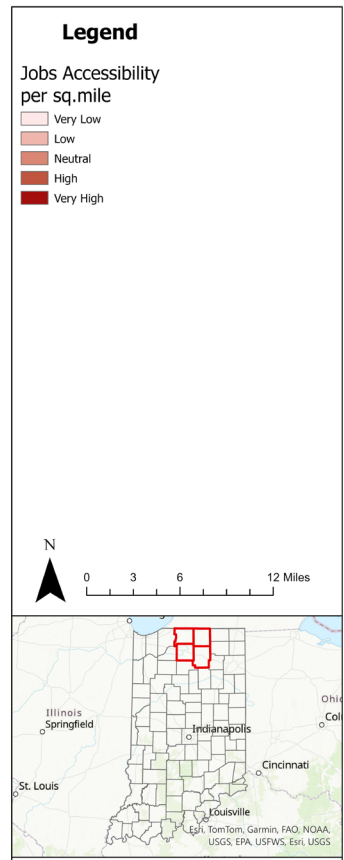 Legend
Jobs Accessibility
per sq.mile
Very Low
Low
Neutral
High
Very High
N
0 3 6 12 Miles
Illinois
Springfield
Ohio
Indianapolis
Cincinnati
St. Louis
Louisville
Esri, TomTom, Garmin, FAO, NOAA,
USGS, EPA, USFWS, Esri, USGS